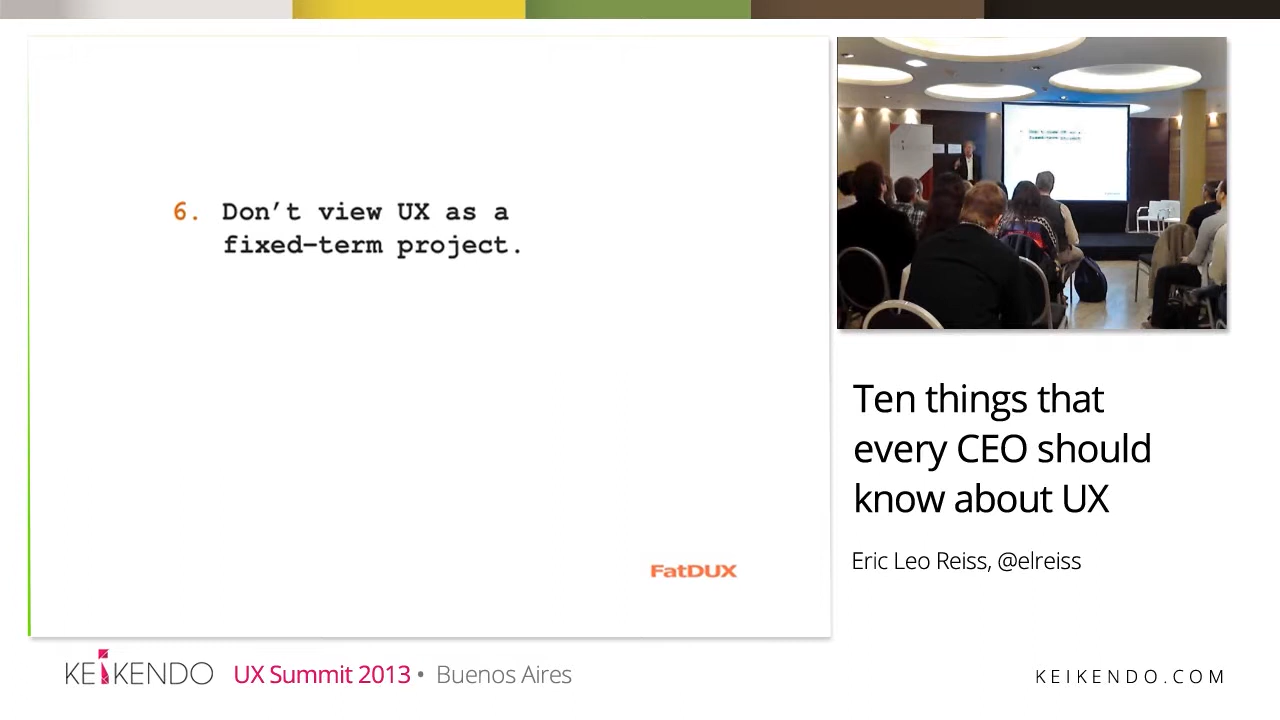 6. Don't view UX as a
fixed-term project.
FatDUX
Ten things that
every CEO should
know about UX
Eric Leo Reiss, @elreiss
KEIKENDO UX Summit 2013 • Buenos Aires
KEIKENDO.COM